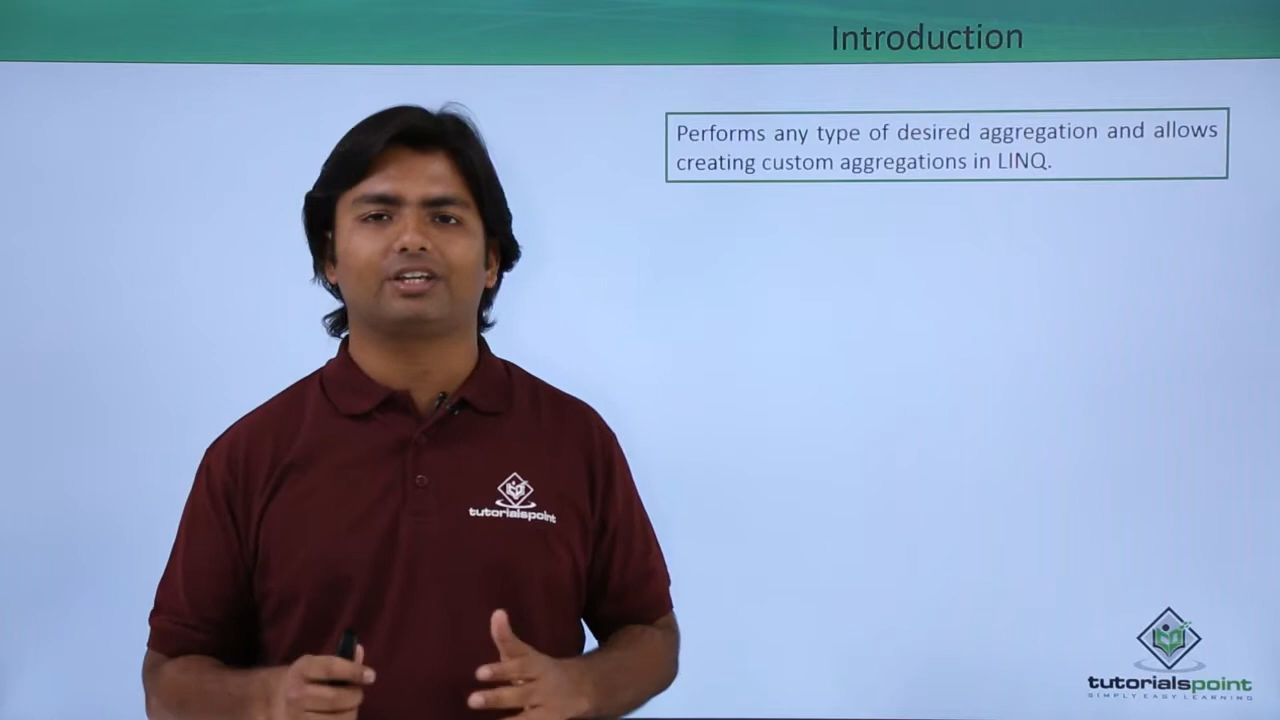 Introduction
Performs any type of desired aggregation and allows
creating custom aggregations in LINQ.
tutorialspoint
tutorialspoint
SIMPLY EASY LEARNING